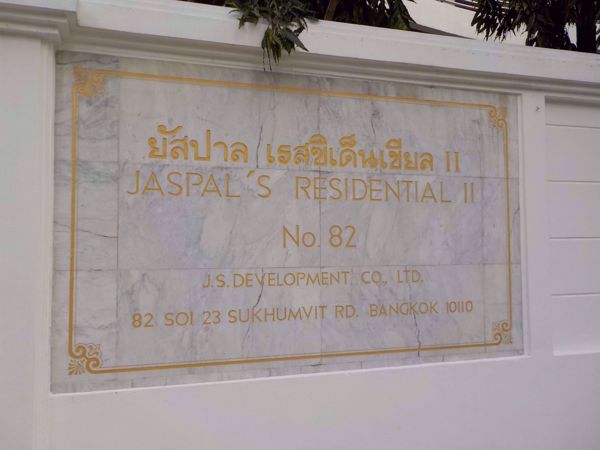 ยัสปาล เรสซิเด็นเชียล II
JASPAL´S RESIDENTIAL II
No. 82
J.S. DEVELOPMENT, CO., LTD.
82 SOI 23 SUKHUMVIT RD. BANGKOK 10110